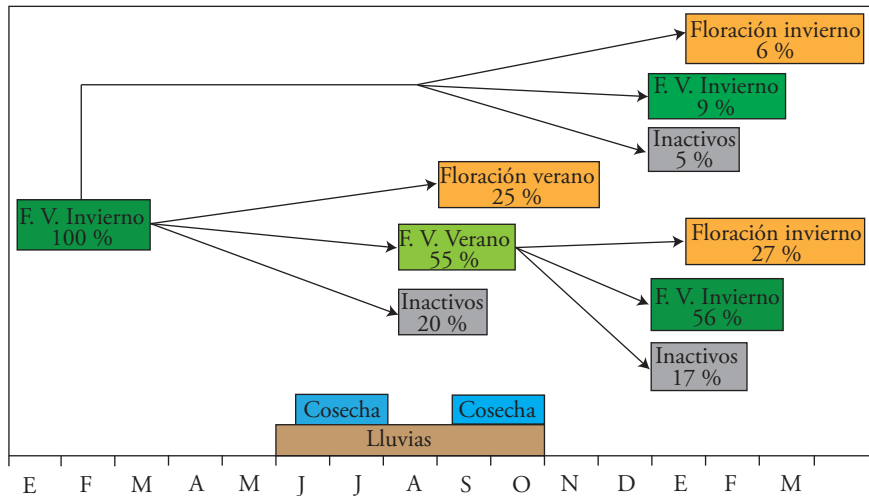 Floración invierno
6 %
F. V. Invierno
9 %
Inactivos
5 %
Floración verano
25 %
F. V. Invierno
100 %
F. V. Verano
55 %
Floración invierno
27 %
Inactivos
20 %
F. V. Invierno
56 %
Inactivos
17 %
Cosecha Cosecha
Lluvias
E F M A M J J A S O N D E F M